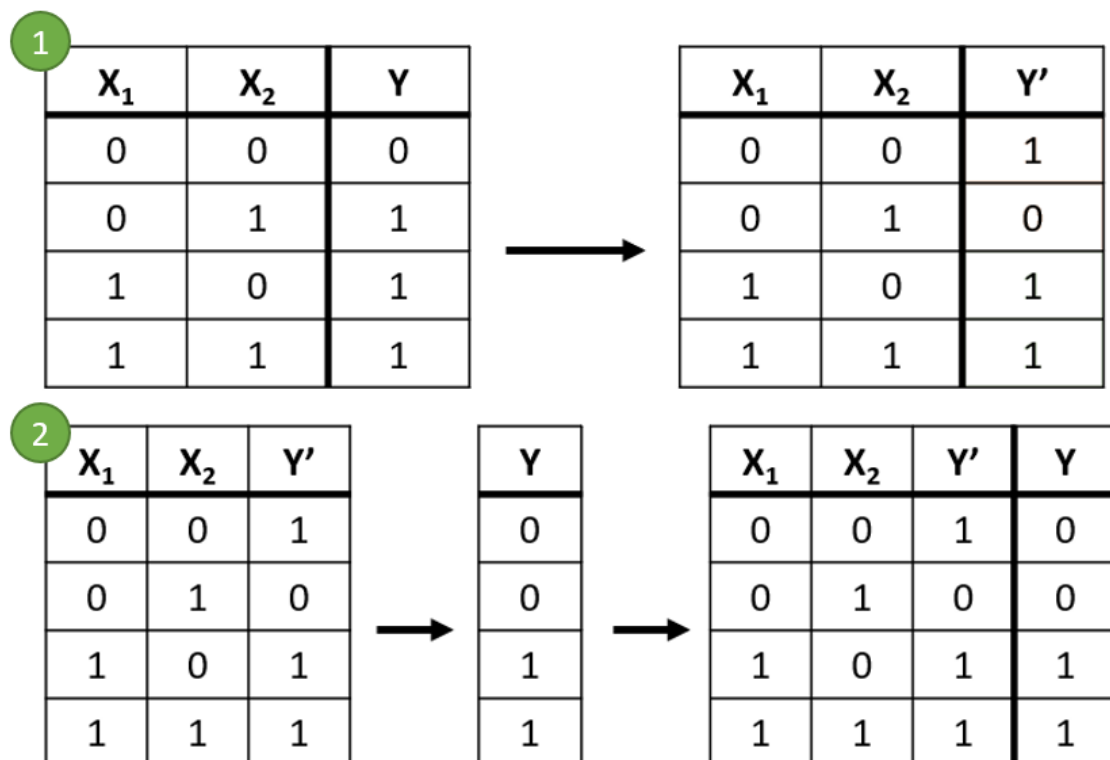 1
X₁ X₂ Y X₁ X₂ Y’
0 0 0 0 0 1
0 1 1 0 1 0
1 0 1 1 0 1
1 1 1 1 1 1
2
X₁ X₂ Y’ Y X₁ X₂ Y’ Y
0 0 1 0 0 0 1 0
0 1 0 0 0 1 0 0
1 0 1 1 1 0 1 1
1 1 1 1 1 1 1 1